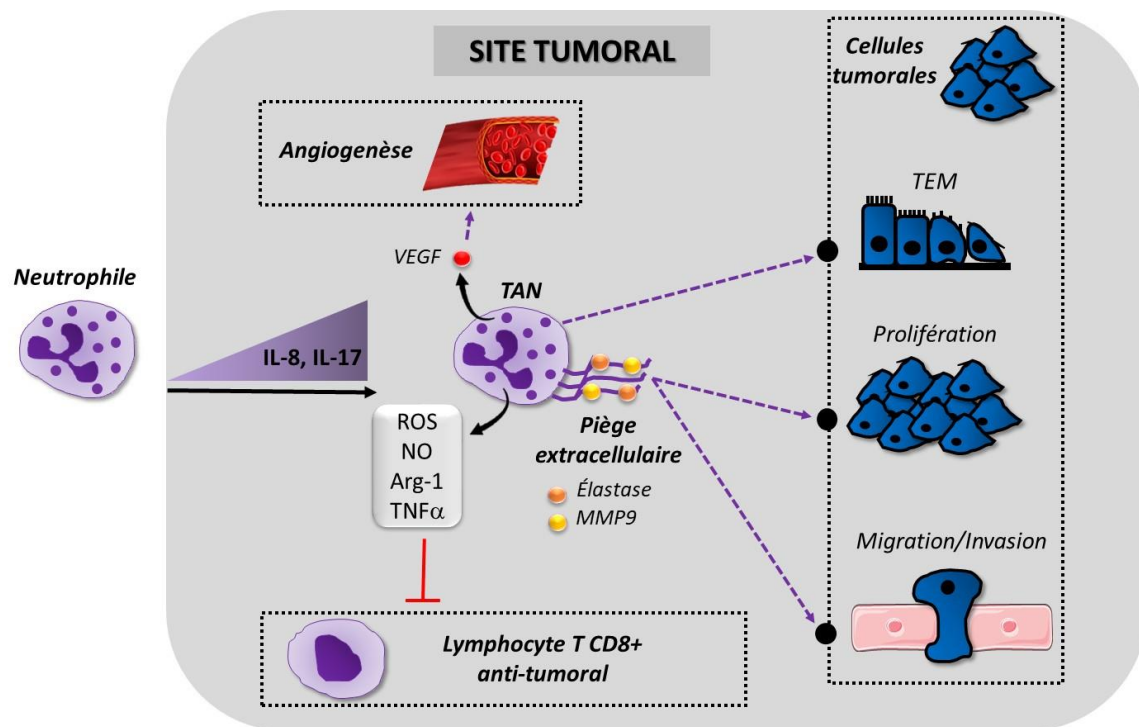 SITE TUMORAL
Cellules
tumorales
Angiogenèse
TEM
VEGF
Neutrophile
TAN
IL-8, IL-17
Prolifération
ROS
NO
Arg-1
TNFα
Piège
extracellulaire
Élastase
MMP9
Migration/Invasion
Lymphocyte T CD8+
anti-tumoral